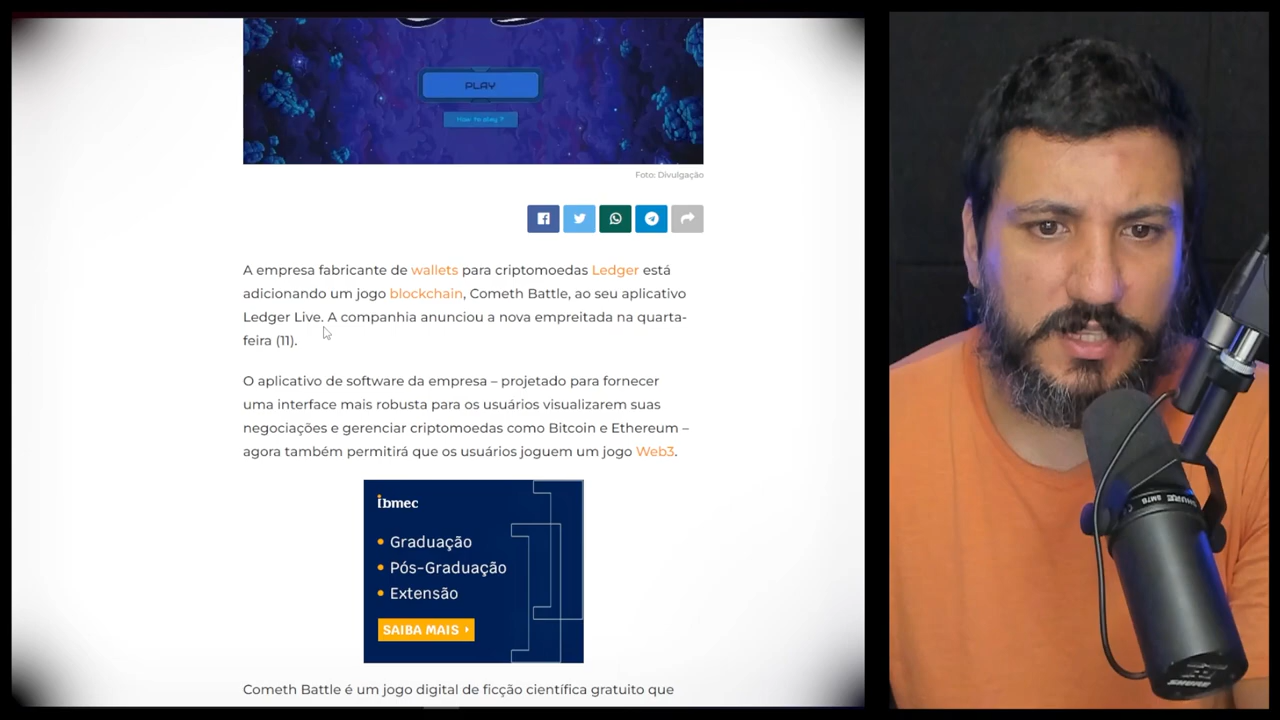 PLAY
How to play ?
Foto: Divulgação
A empresa fabricante de wallets para criptomoedas Ledger está
adicionando um jogo blockchain, Cometh Battle, ao seu aplicativo
Ledger Live. A companhia anunciou a nova empreitada na quarta-
feira (11).
O aplicativo de software da empresa – projetado para fornecer
uma interface mais robusta para os usuários visualizarem suas
negociações e gerenciar criptomoedas como Bitcoin e Ethereum –
agora também permitirá que os usuários joguem um jogo Web3.
ibmec
• Graduação
• Pós-Graduação
• Extensão
SAIBA MAIS
Cometh Battle é um jogo digital de ficção científica gratuito que
SHURE SM7B
SHURE